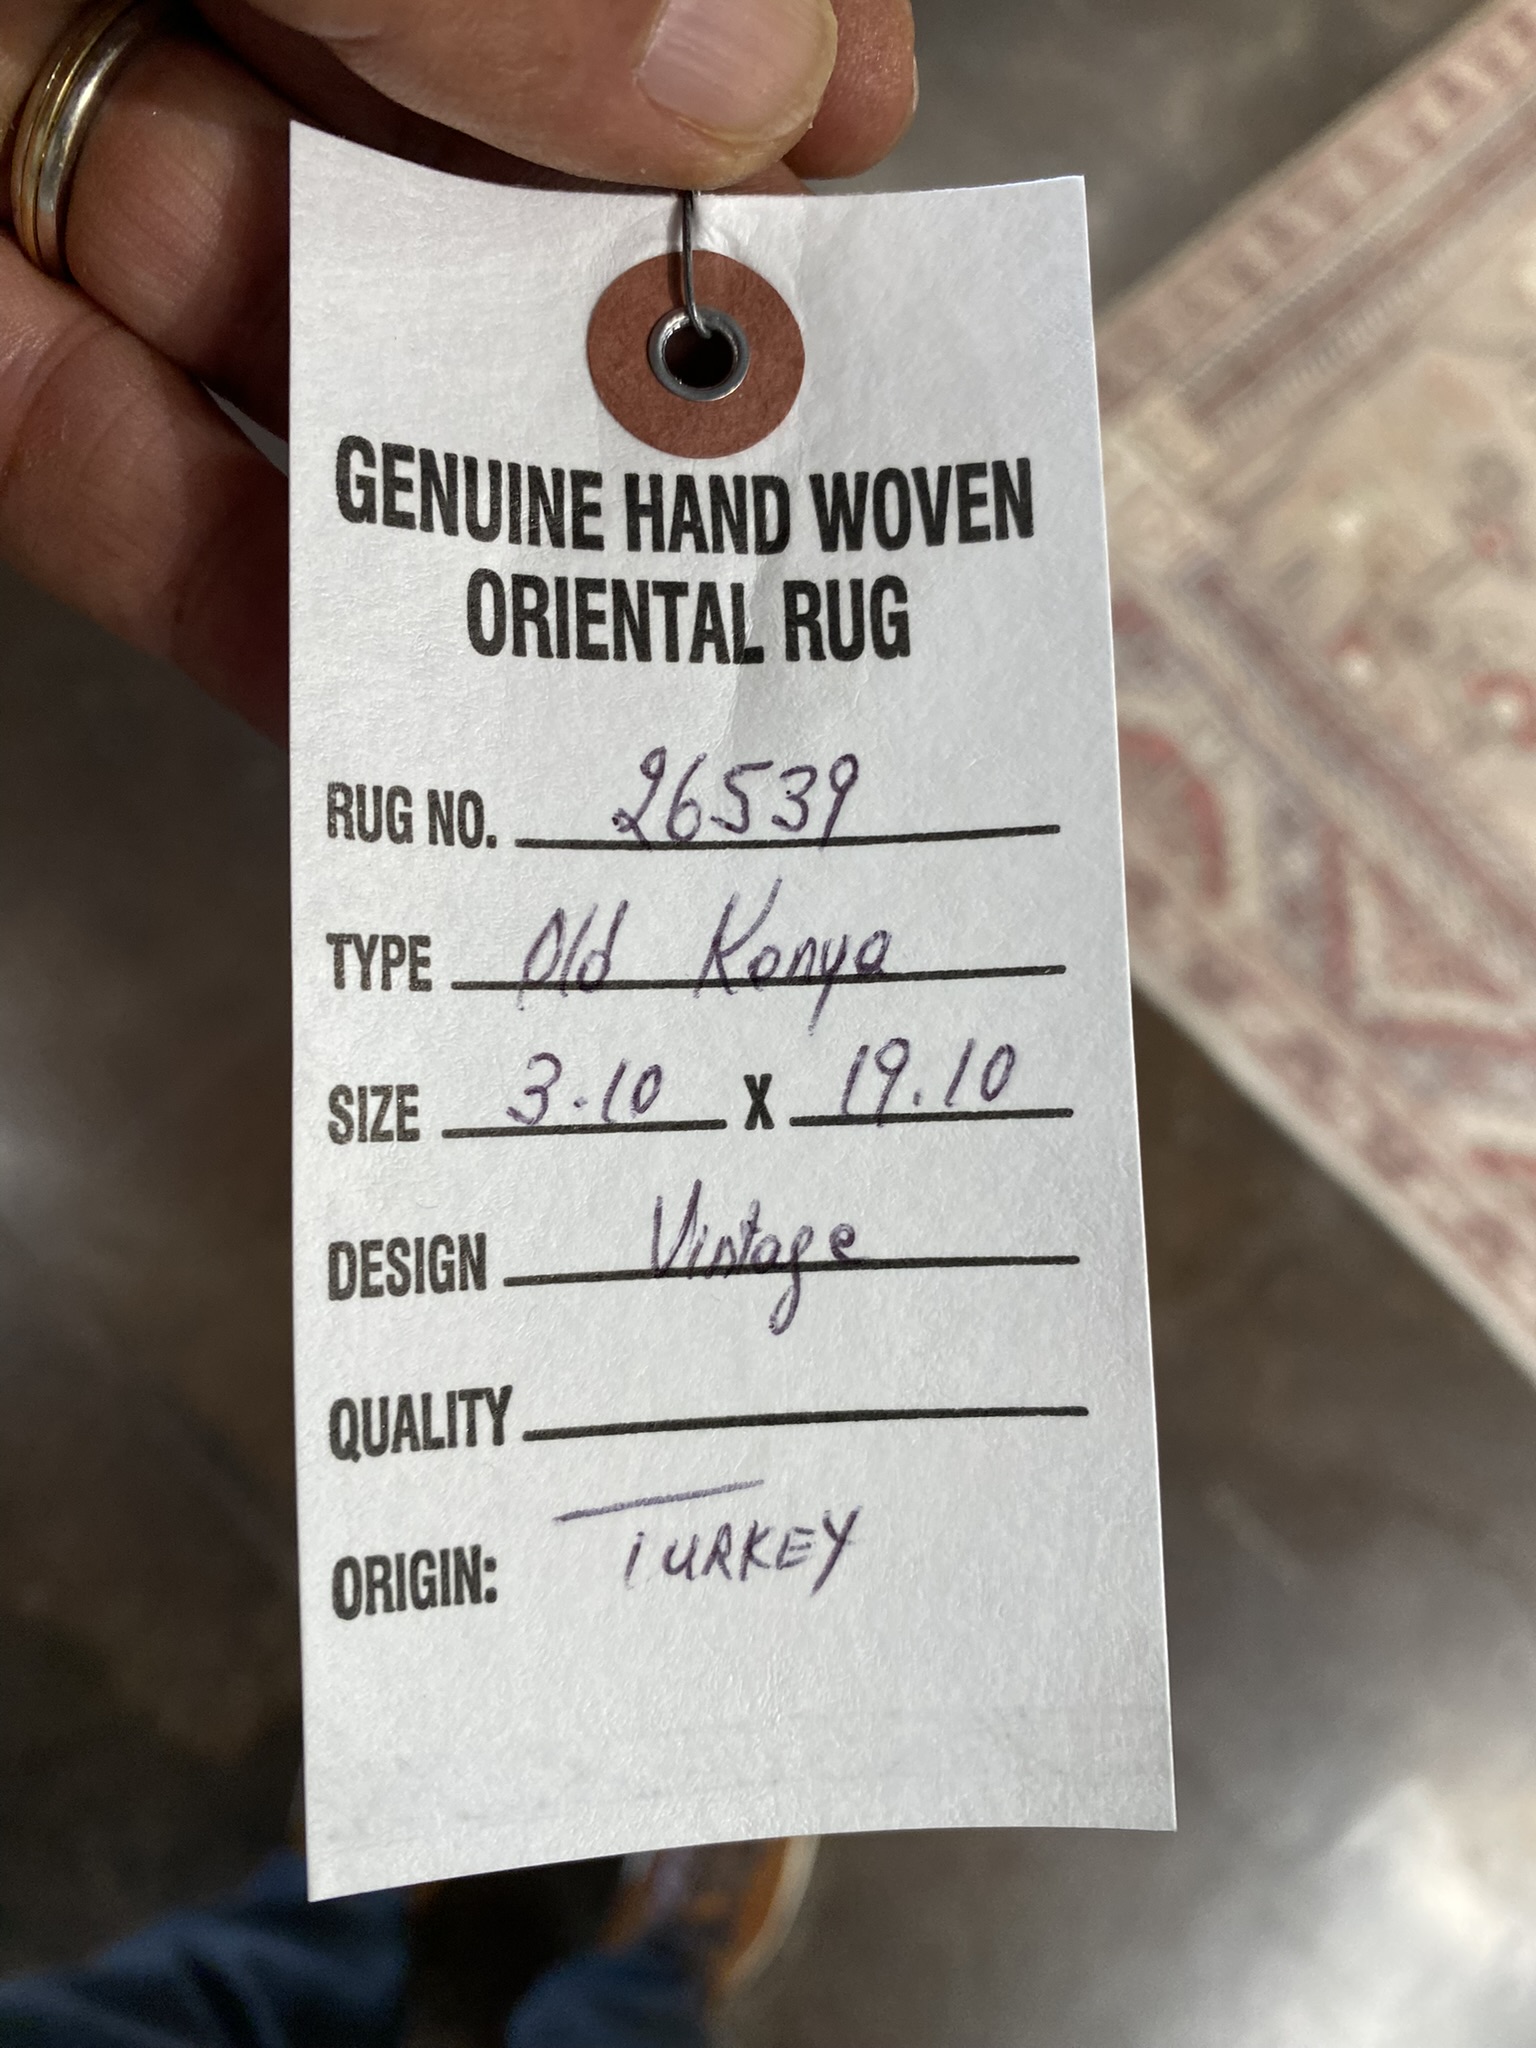 GENUINE HAND WOVEN
ORIENTAL RUG
RUG NO. 26539
TYPE Old Konya
SIZE 3.10 X 19.10
DESIGN Vintage
QUALITY
ORIGIN: TURKEY